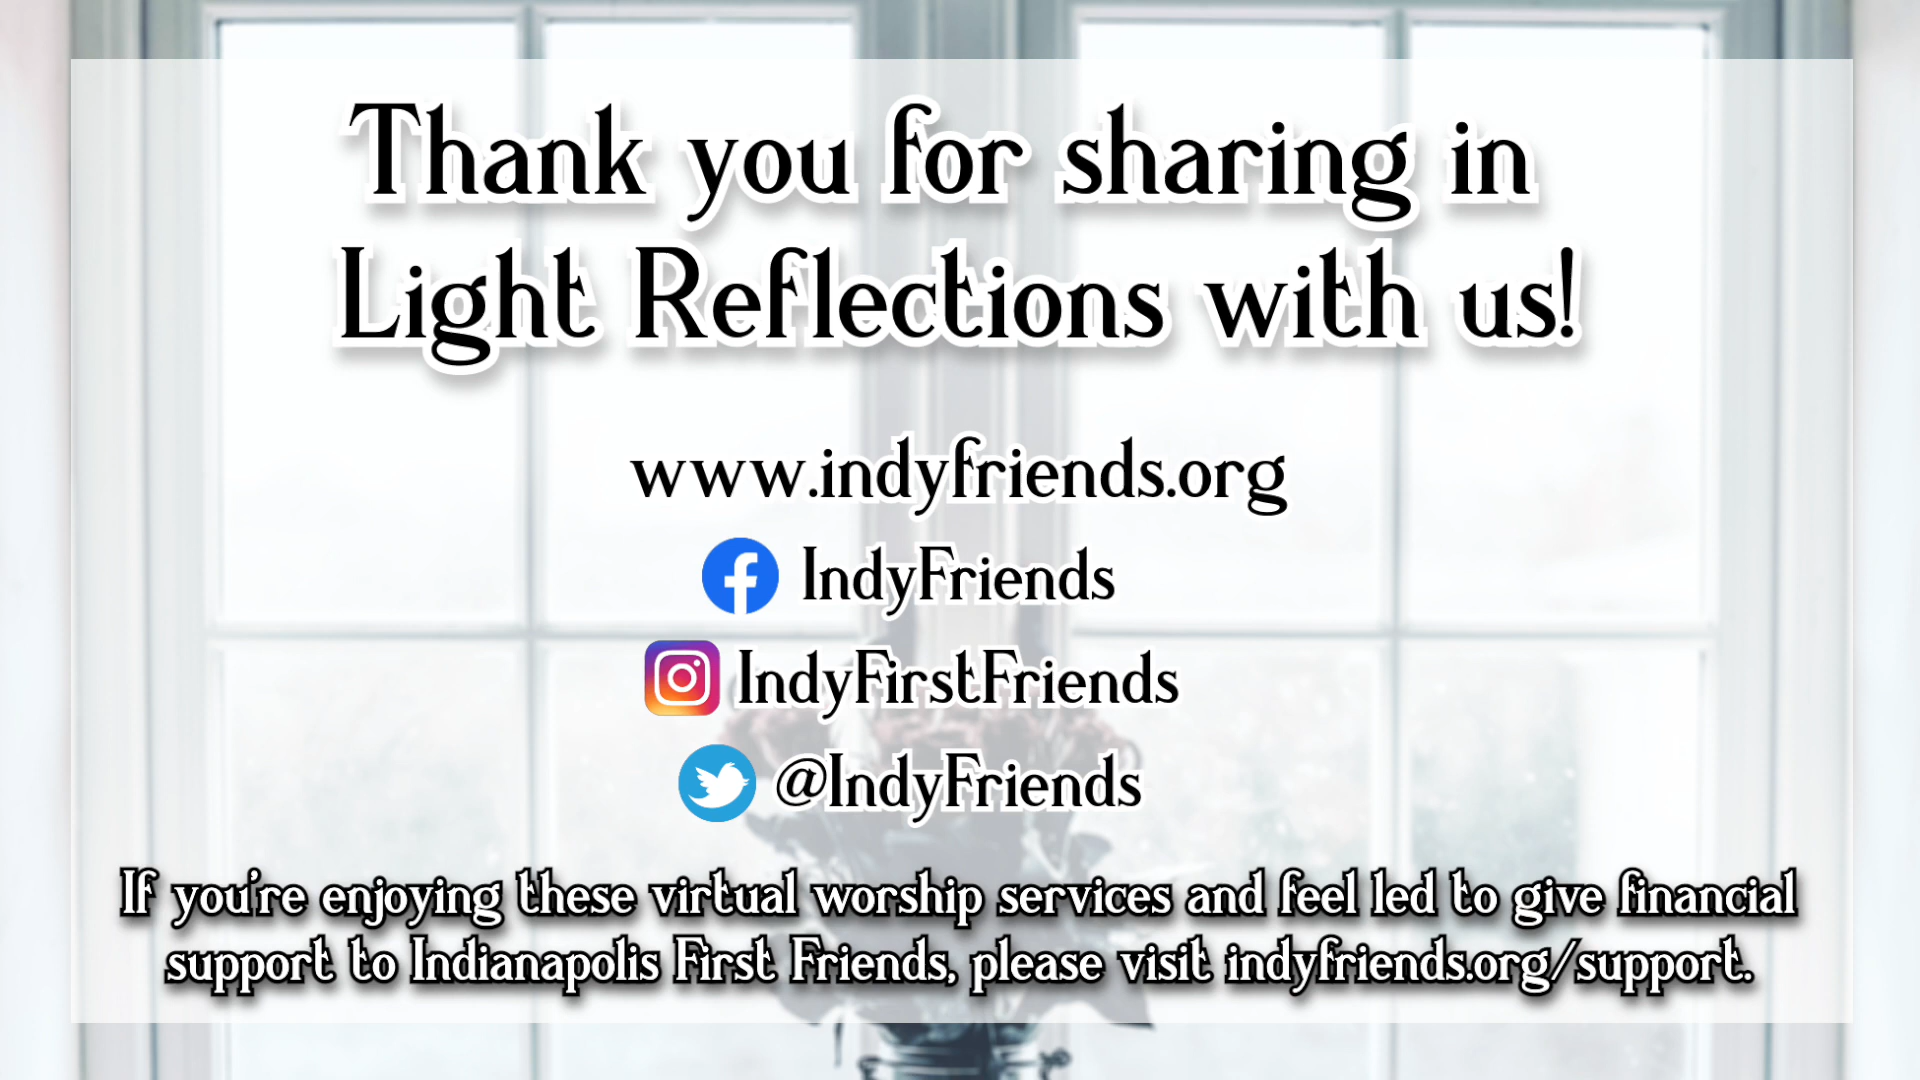 Thank you for sharing in
Light Reflections with us!
www.indyfriends.org
IndyFriends
IndyFirstFriends
@IndyFriends
If you're enjoying these virtual worship services and feel led to give financial
support to Indianapolis First Friends, please visit indyfriends.org/support.